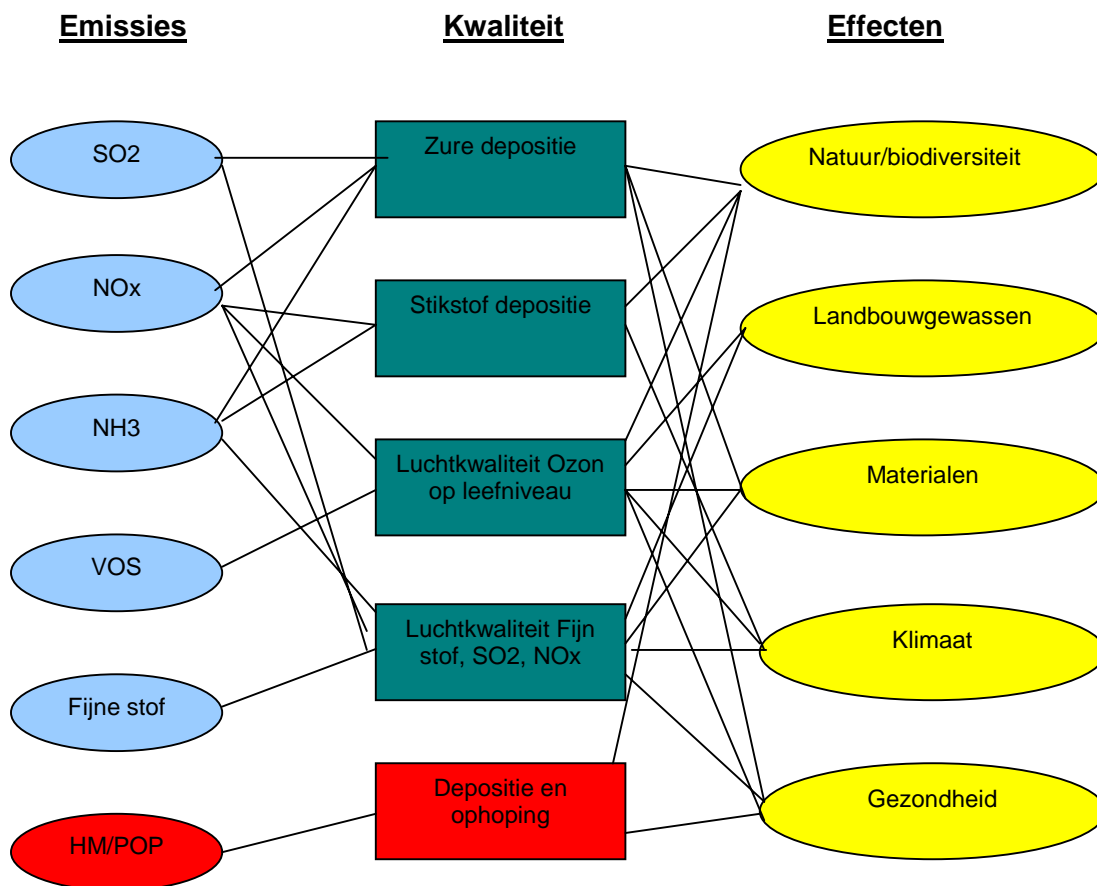 Emissies
Kwaliteit
Effecten
SO2
Zure depositie
Natuur/biodiversiteit
NOx
Stikstof depositie
Landbouwgewassen
NH3
Luchtkwaliteit Ozon
op leefniveau
Materialen
VOS
Luchtkwaliteit Fijn
stof, SO2, NOx
Klimaat
Fijne stof
Depositie en
ophoping
Gezondheid
HM/POP